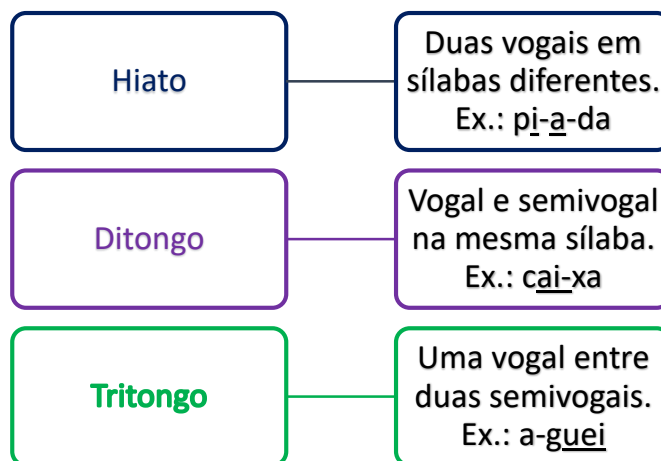 Hiato
Duas vogais em
sílabas diferentes.
Ex.: pi-a-da
Ditongo
Vogal e semivogal
na mesma sílaba.
Ex.: cai-xa
Tritongo
Uma vogal entre
duas semivogais.
Ex.: a-guei